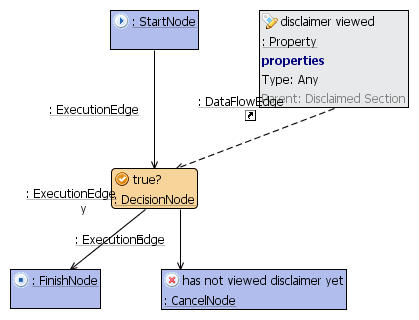 : StartNode
disclaimer viewed
: Property
properties
Type: Any
Parent: Disclaimed Section
: DataFlowEdge
: ExecutionEdge
true?
: DecisionNode
: ExecutionEdge
y
: ExecutionEdge
: FinishNode
has not viewed disclaimer yet
: CancelNode